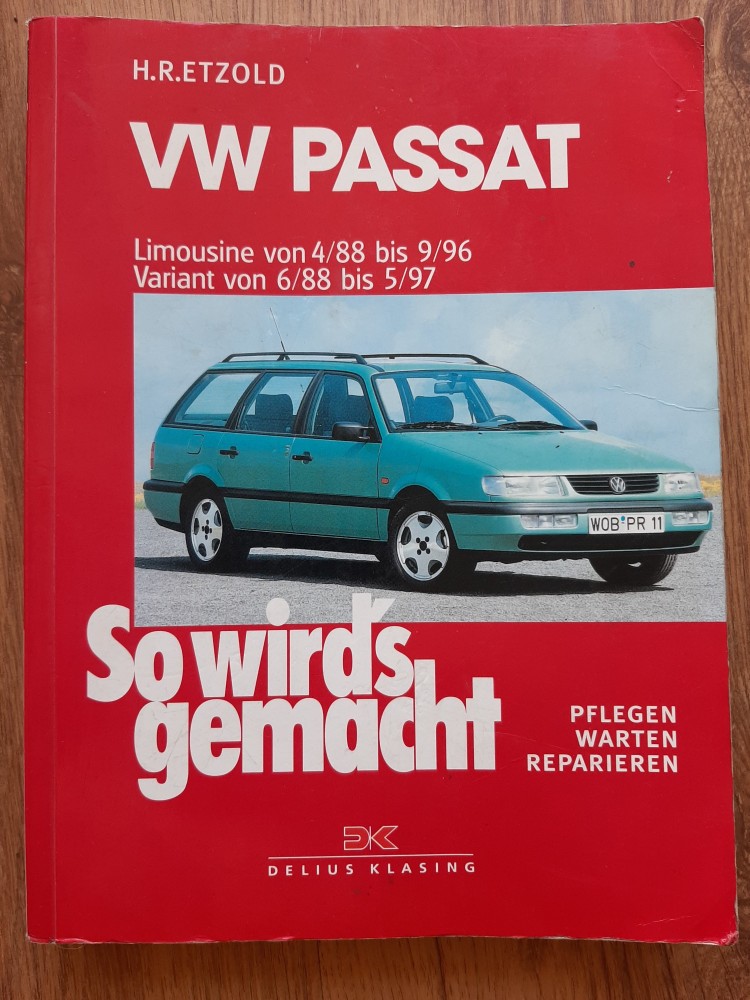 H.R.ETZOLD
VW PASSAT
Limousine von 4/88 bis 9/96
Variant von 6/88 bis 5/97
WOB PR 11
So wird's
gemacht
PFLEGEN
WARTEN
REPARIEREN
DK
DELIUS KLASING